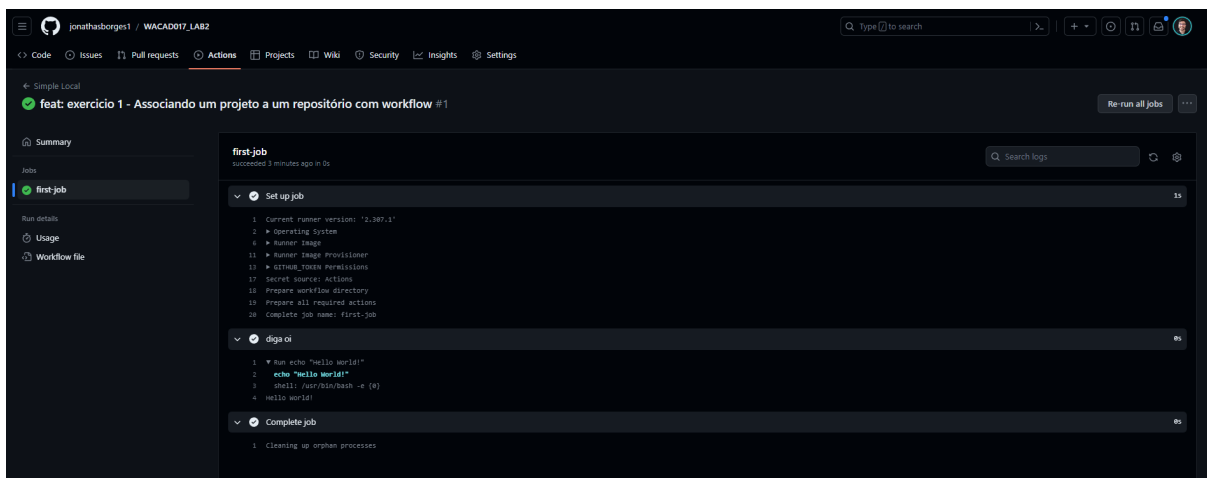 jonathasborges1 / WACAD017_LAB2
Type / to search
Code Issues Pull requests Actions Projects Wiki Security Insights Settings
Simple Local
feat: exercicio 1 - Associando um projeto a um repositório com workflow #1
Re-run all jobs
Summary
Jobs
first-job
Run details
Usage
Workflow file
first-job
succeeded 3 minutes ago in 0s
Search logs
Set up job 1s
1 Current runner version: '2.307.1'
2 Operating System
6 Runner Image
11 Runner Image Provisioner
13 GITHUB_TOKEN Permissions
17 Secret source: Actions
18 Prepare workflow directory
19 Prepare all required actions
20 Complete job name: first-job
diga oi 0s
1 Run echo "Hello World!"
2 echo "Hello World!"
3 shell: /usr/bin/bash -e {0}
4 Hello World!
Complete job 0s
1 Cleaning up orphan processes